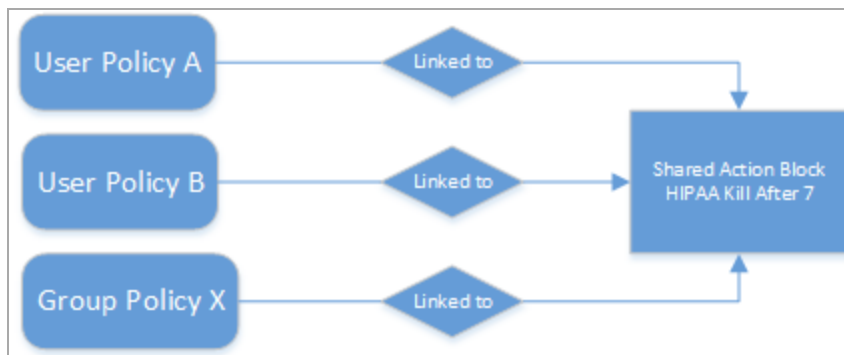 User Policy A
Linked to
User Policy B
Linked to
Shared Action Block
HIPAA Kill After 7
Group Policy X
Linked to